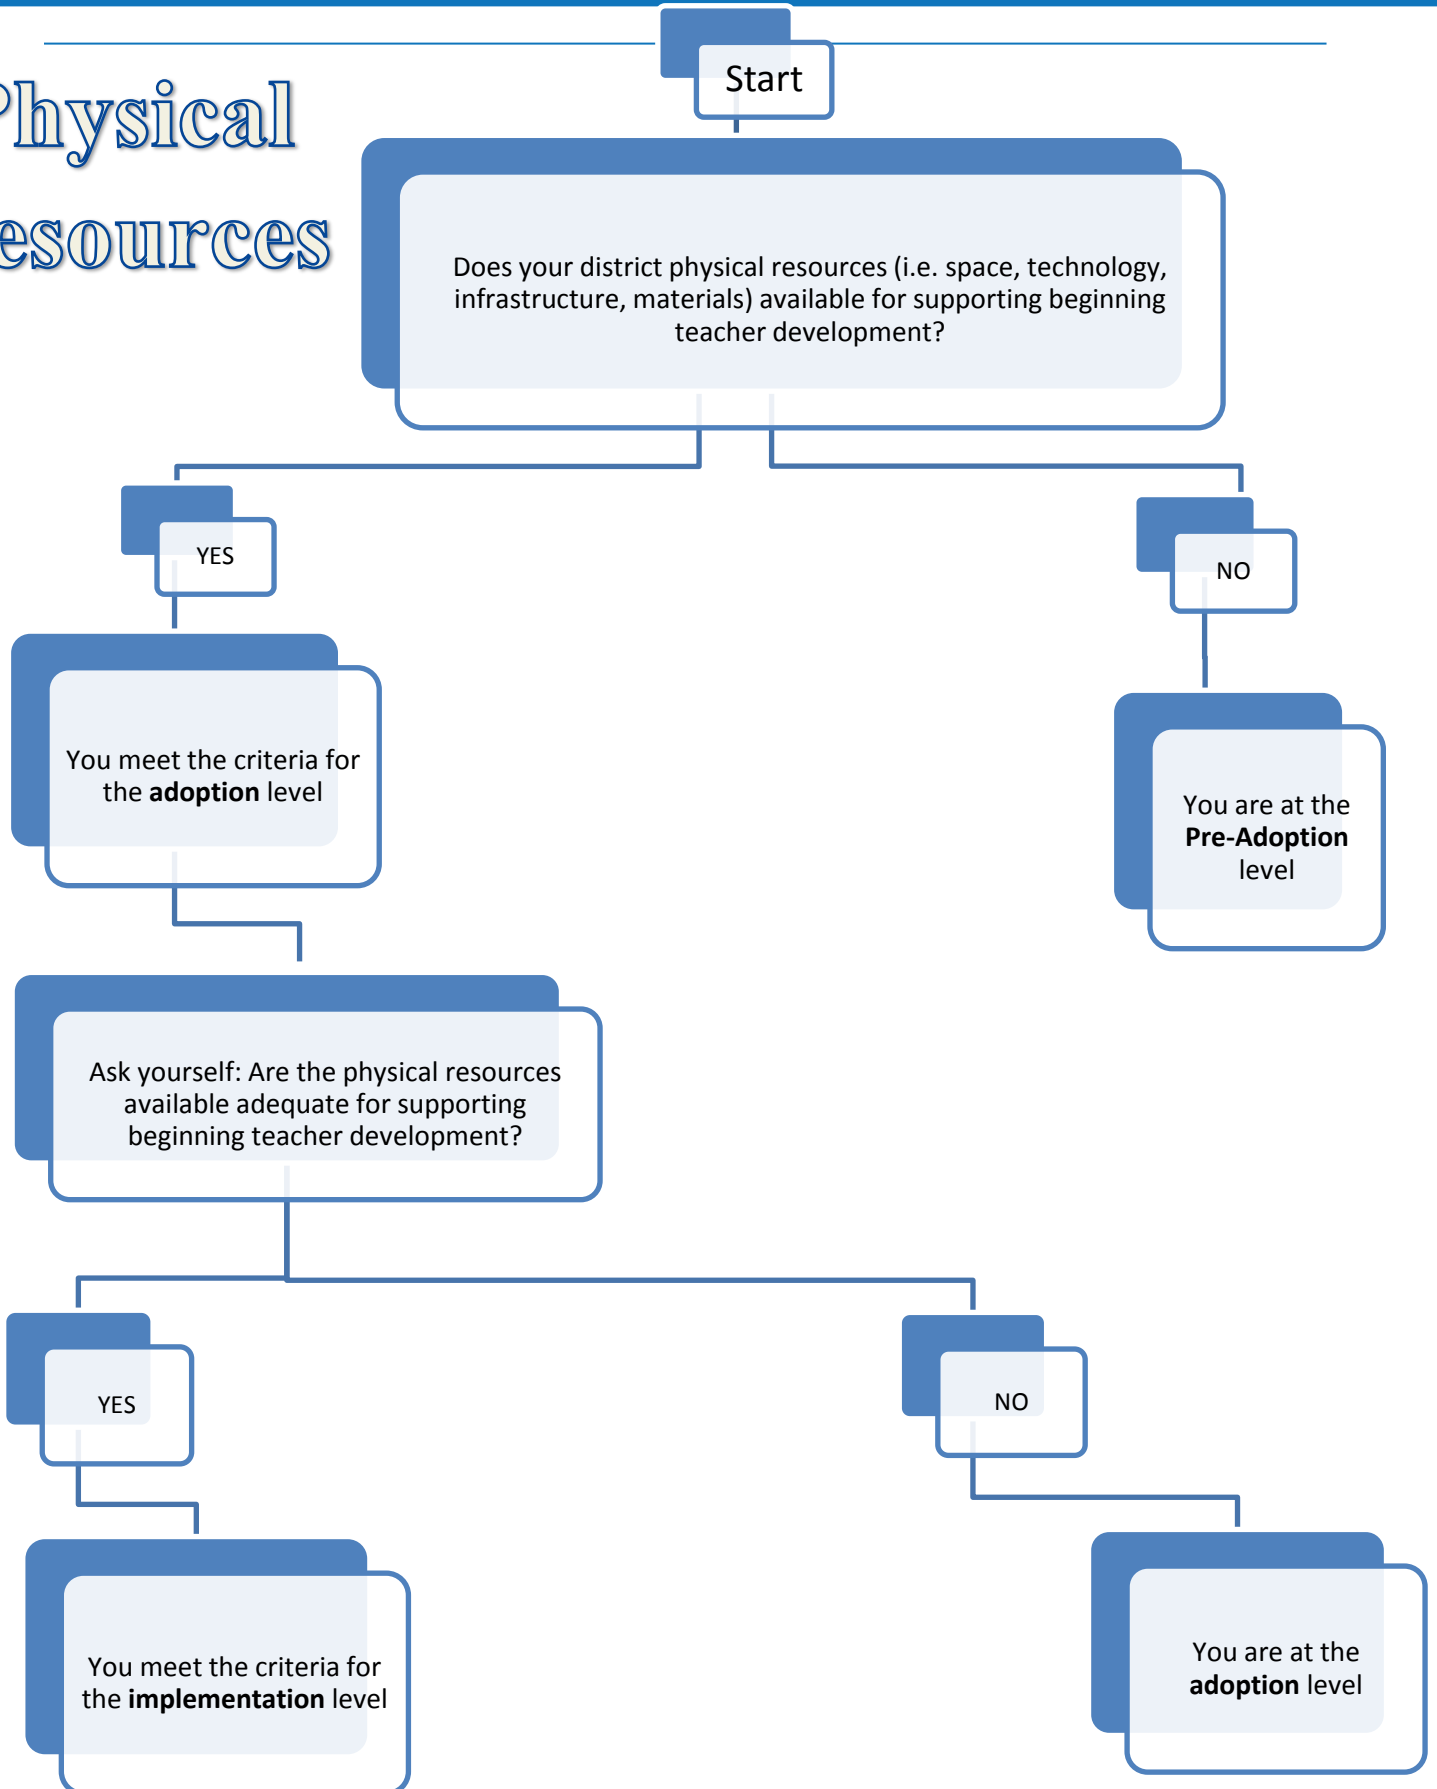 Start
Physical
esources
Does your district physical resources (i.e. space, technology,
infrastructure, materials) available for supporting beginning
teacher development?
YES
NO
You meet the criteria for
the adoption level
You are at the
Pre-Adoption
level
Ask yourself: Are the physical resources
available adequate for supporting
beginning teacher development?
YES
NO
You meet the criteria for
the implementation level
You are at the
adoption level